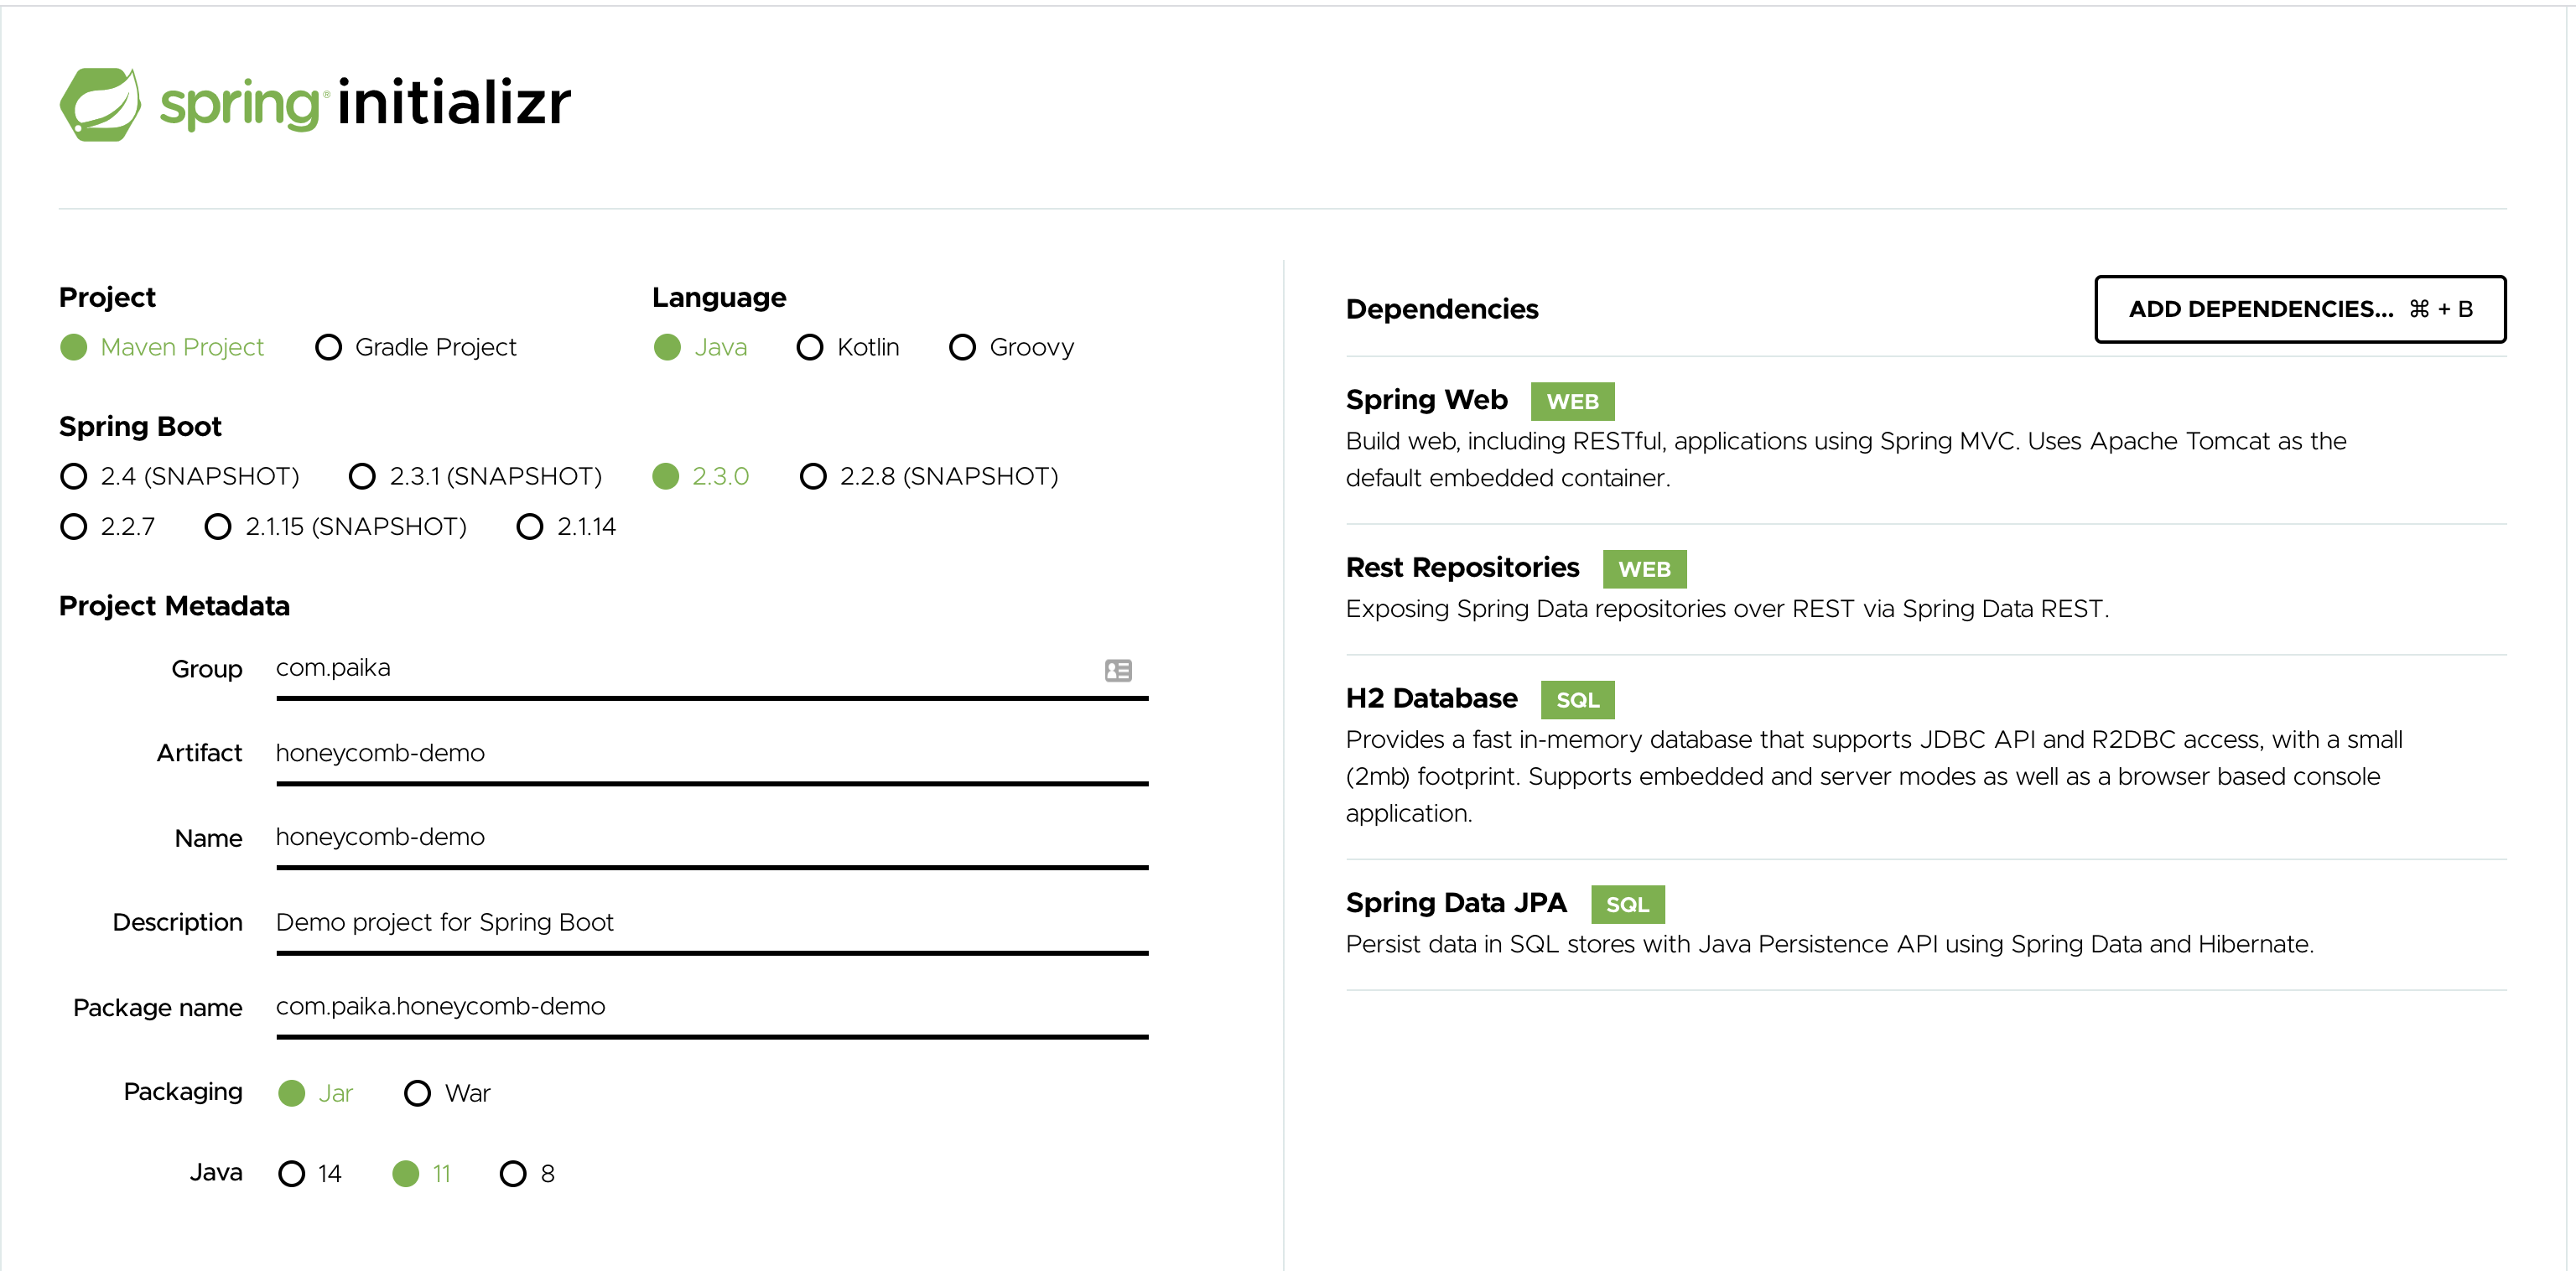 spring® initializr
Project
Maven Project Gradle Project
Language
Java Kotlin Groovy
Spring Boot
2.4 (SNAPSHOT) 2.3.1 (SNAPSHOT) 2.3.0 2.2.8 (SNAPSHOT)
2.2.7 2.1.15 (SNAPSHOT) 2.1.14
Project Metadata
Group com.paika
Artifact honeycomb-demo
Name honeycomb-demo
Description Demo project for Spring Boot
Package name com.paika.honeycomb-demo
Packaging Jar War
Java 14 11 8
Dependencies
ADD DEPENDENCIES... ⌘ + B
Spring Web WEB
Build web, including RESTful, applications using Spring MVC. Uses Apache Tomcat as the
default embedded container.
Rest Repositories WEB
Exposing Spring Data repositories over REST via Spring Data REST.
H2 Database SQL
Provides a fast in-memory database that supports JDBC API and R2DBC access, with a small
(2mb) footprint. Supports embedded and server modes as well as a browser based console
application.
Spring Data JPA SQL
Persist data in SQL stores with Java Persistence API using Spring Data and Hibernate.